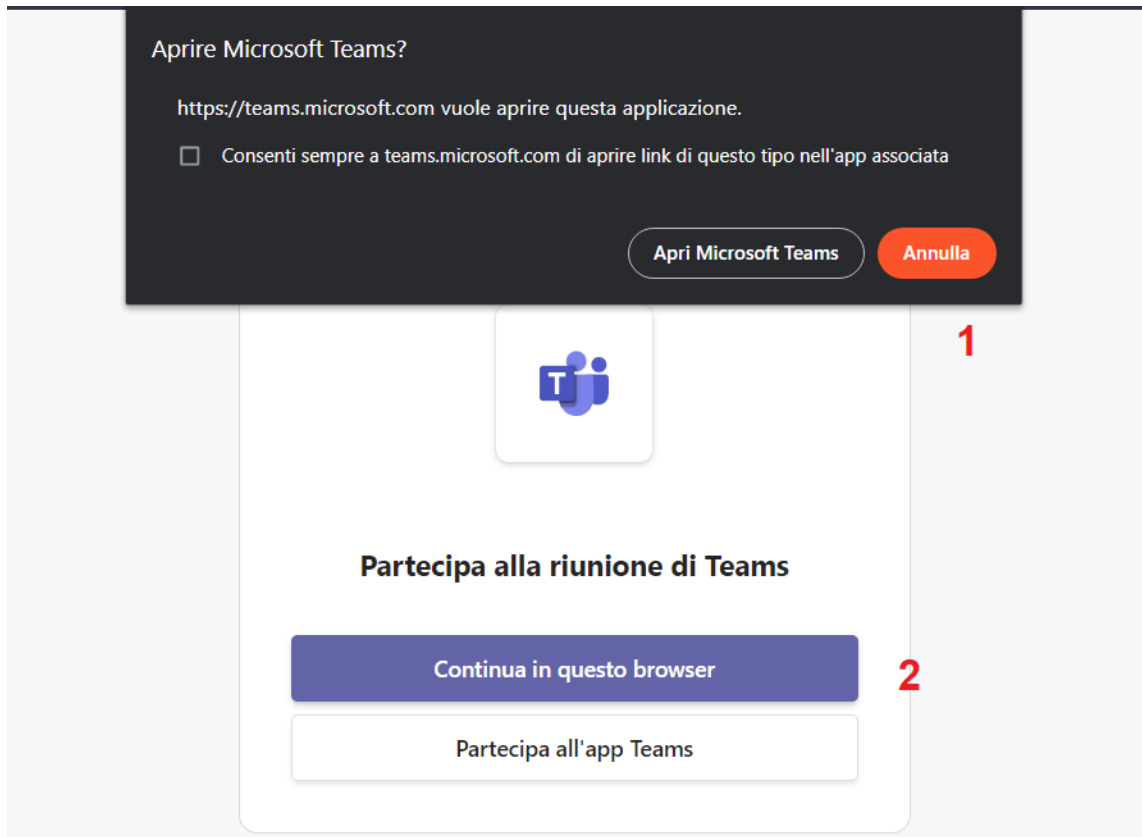 Aprire Microsoft Teams?
https://teams.microsoft.com vuole aprire questa applicazione.
Consenti sempre a teams.microsoft.com di aprire link di questo tipo nell'app associata
Apri Microsoft Teams Annulla
1
T
Partecipa alla riunione di Teams
Continua in questo browser 2
Partecipa all'app Teams